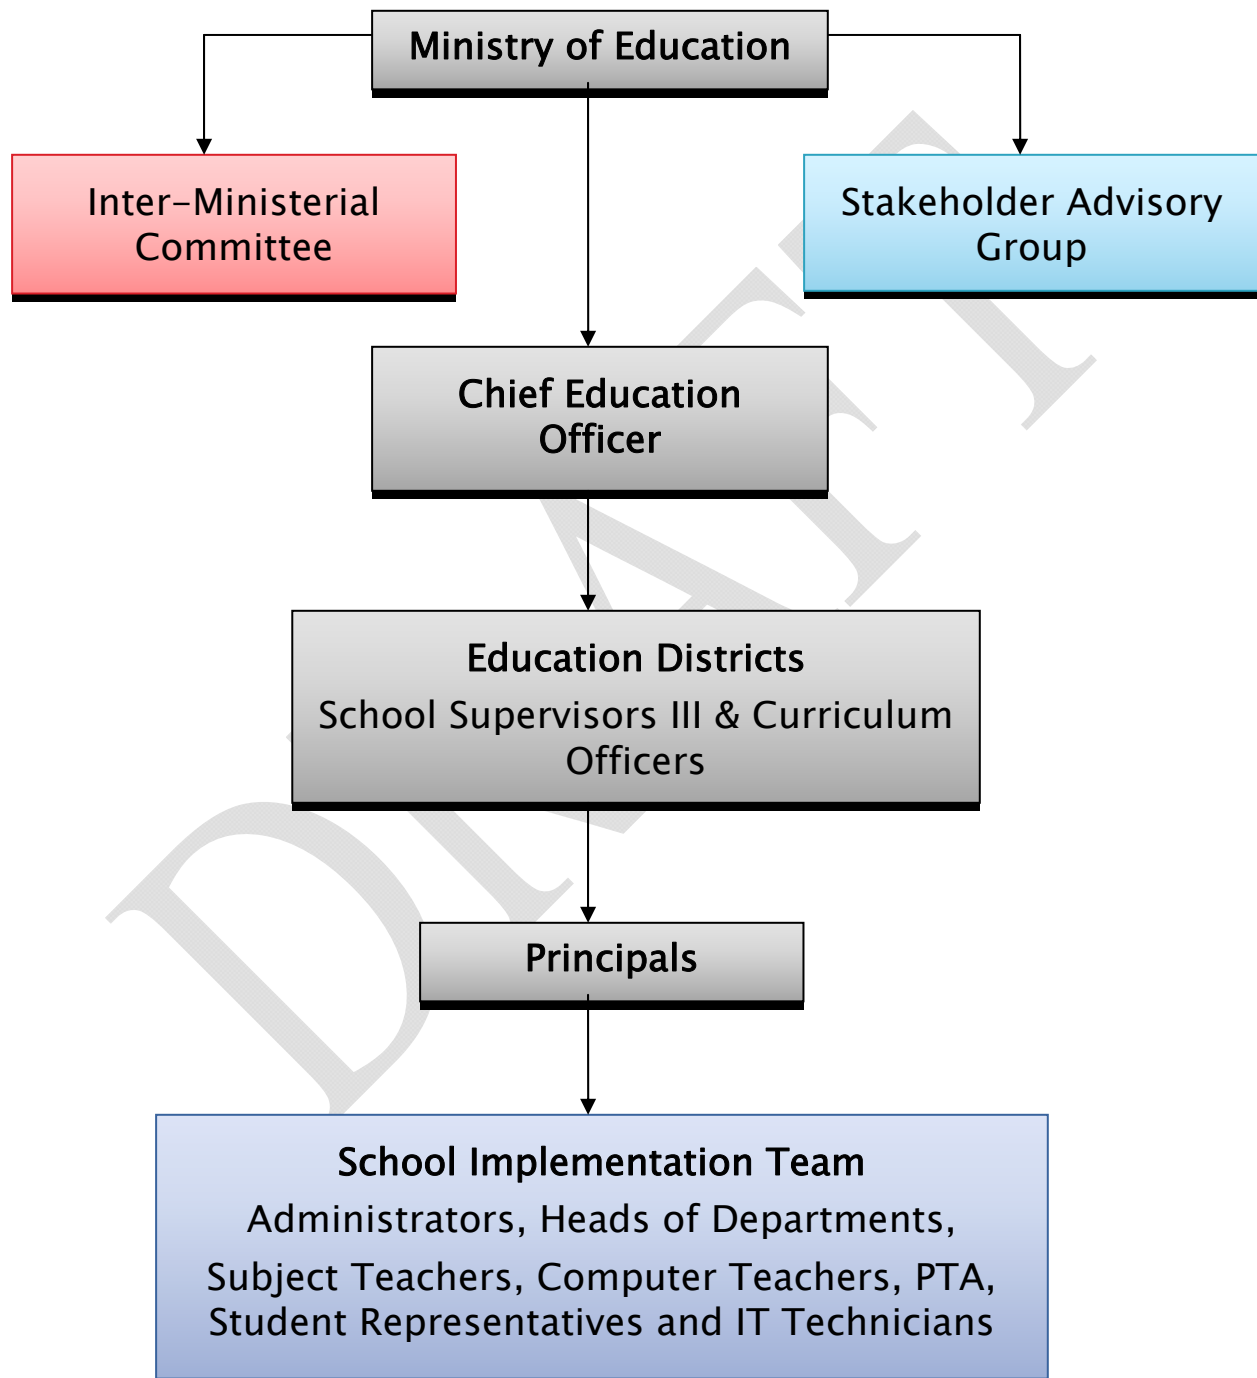 Ministry of Education
Inter-Ministerial
Committee
Stakeholder Advisory
Group
Chief Education
Officer
Education Districts
School Supervisors III & Curriculum
Officers
Principals
School Implementation Team
Administrators, Heads of Departments,
Subject Teachers, Computer Teachers, PTA,
Student Representatives and IT Technicians
DRAFT